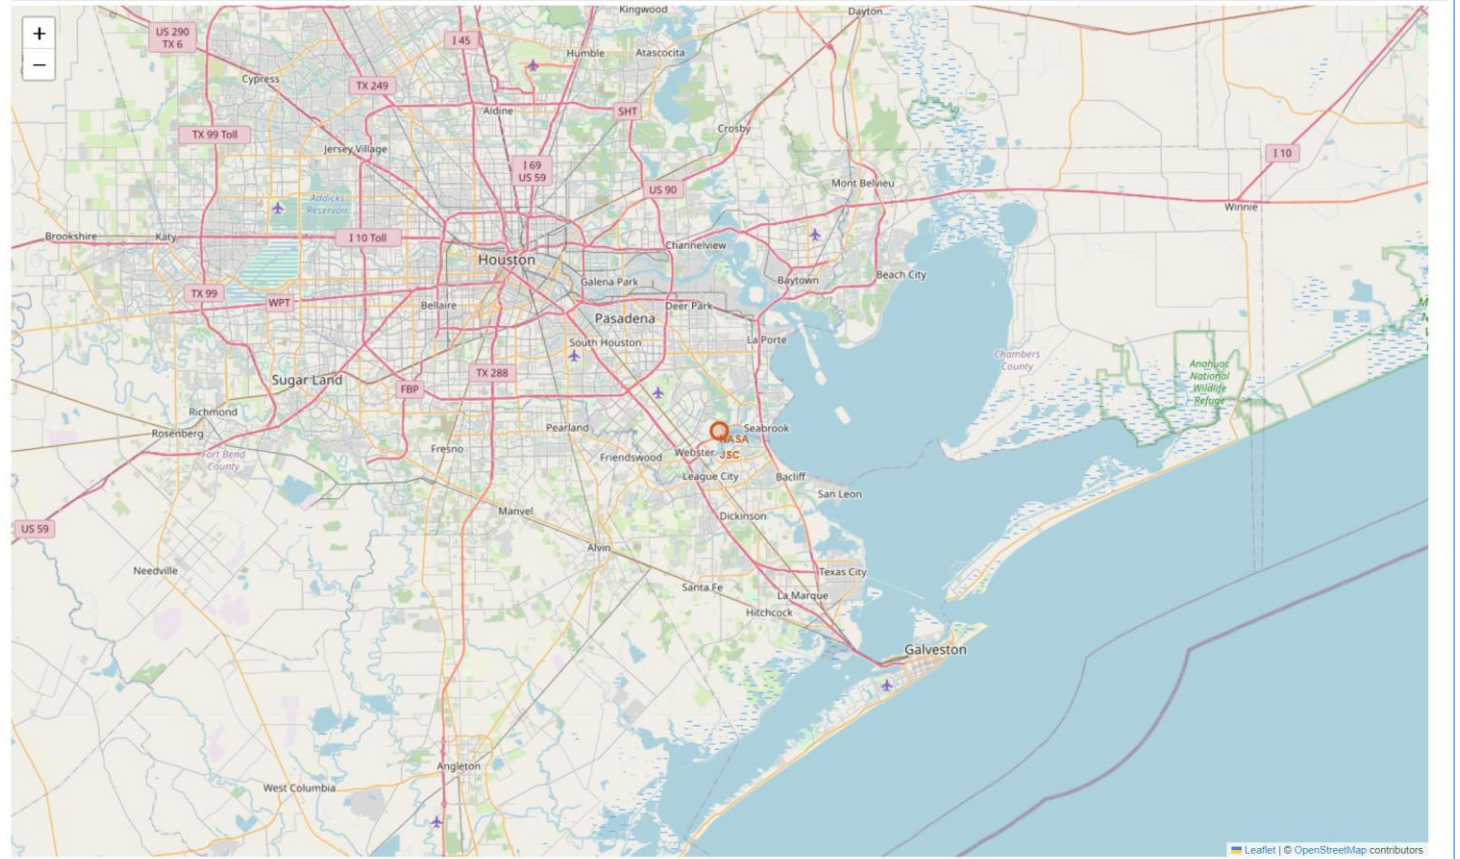 Kingwood
Dayton
+
US 290
TX 6
I 45
Humble
Atascocita
−
Cypress
TX 249
Aldine
SHT
Crosby
TX 99 Toll
Jersey Village
I 69
US 59
I 10
US 90
Mont Belvieu
Addicks
Reservoir
Winnie
Brookshire
Katy
I 10 Toll
Channelview
Houston
Galena Park
Baytown
Beach City
TX 99
WPT
Bellaire
Deer Park
Pasadena
South Houston
La Porte
Chambers
County
Anahuac
National
Wildlife
Refuge
Sugar Land
TX 288
FBP
Richmond
Rosenberg
Pearland
Seabrook
NASA
JSC
Fort Bend
County
Fresno
Friendswood
Webster
League City
Bacliff
San Leon
Manvel
Dickinson
US 59
Alvin
Needville
Santa Fe
Texas City
La Marque
Hitchcock
Galveston
Angleton
West Columbia
Leaflet | © OpenStreetMap contributors